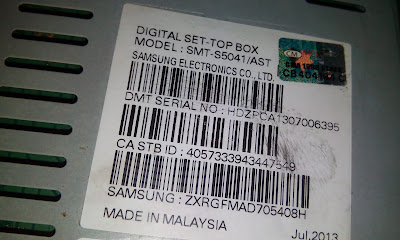 DIGITAL SET-TOP BOX
MODEL : SMT-S5041/AST
SAMSUNG ELECTRONICS CO., LTD.
DMT SERIAL NO : HDZPCA1307006395
CA STB ID : 4057333943447549
SAMSUNG : ZXRGFMAD705408H
MADE IN MALAYSIA
Jul,2013